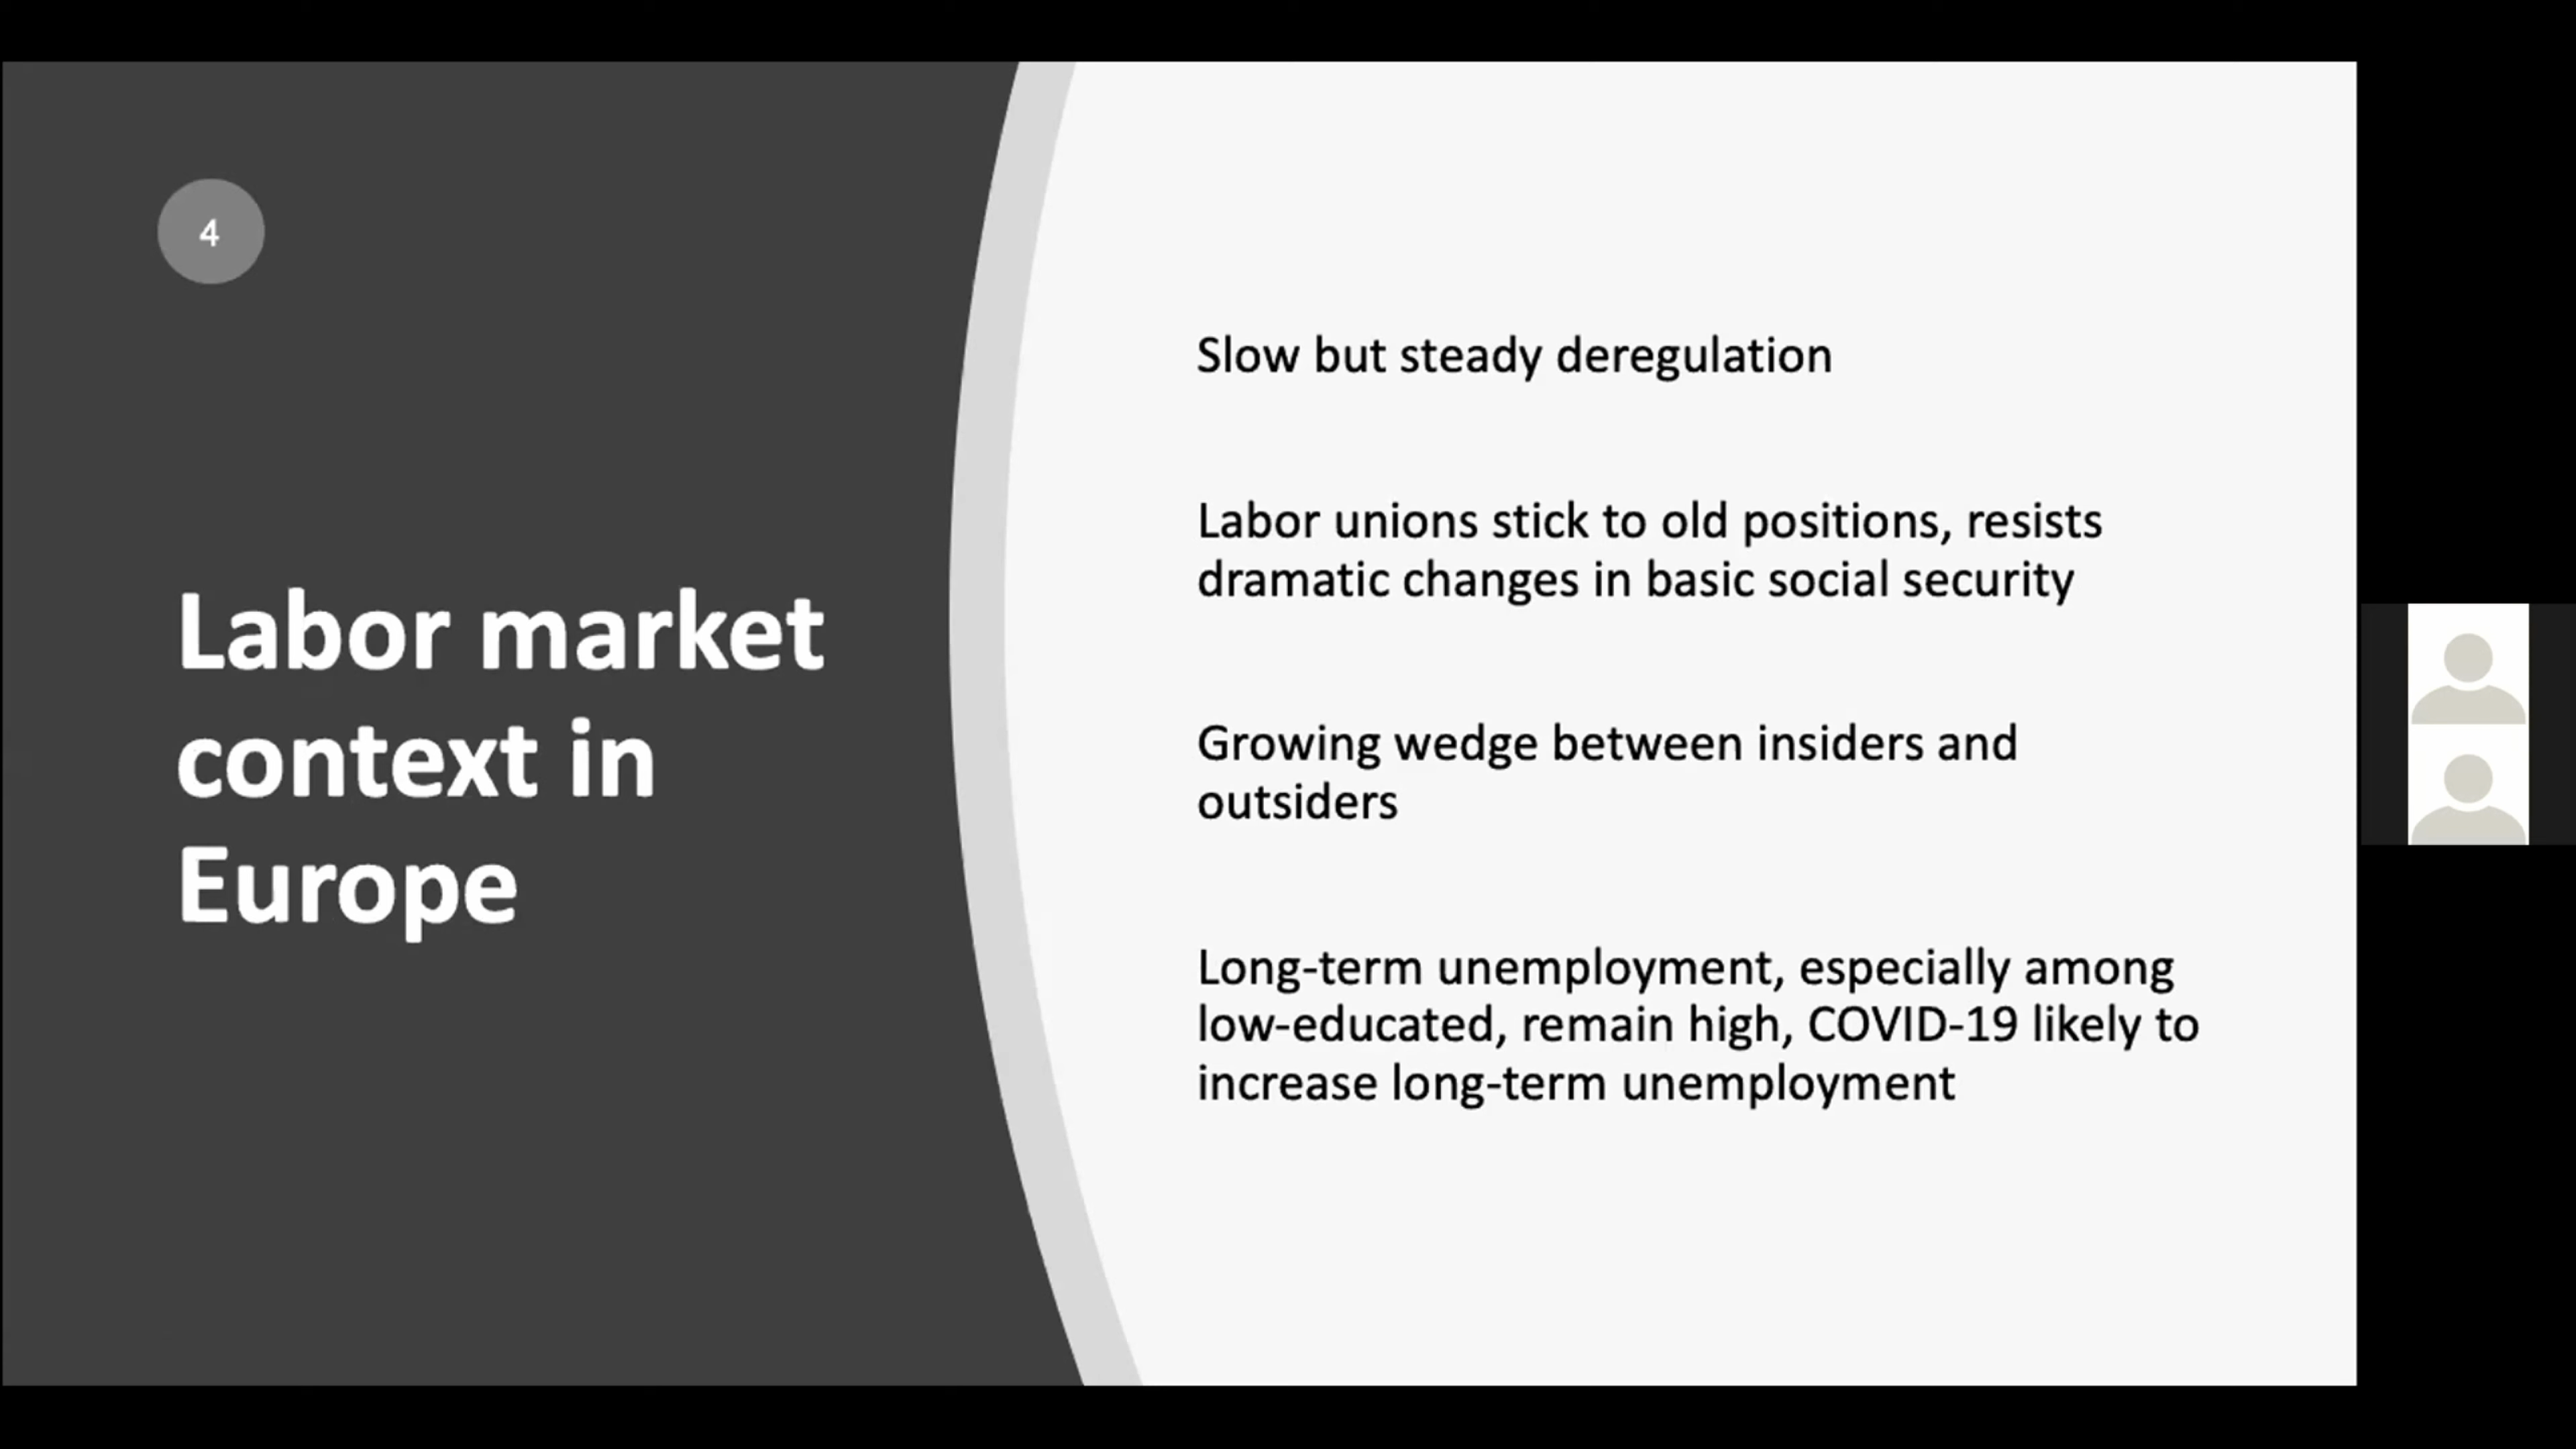 4
Labor market
context in
Europe
Slow but steady deregulation
Labor unions stick to old positions, resists
dramatic changes in basic social security
Growing wedge between insiders and
outsiders
Long-term unemployment, especially among
low-educated, remain high, COVID-19 likely to
increase long-term unemployment